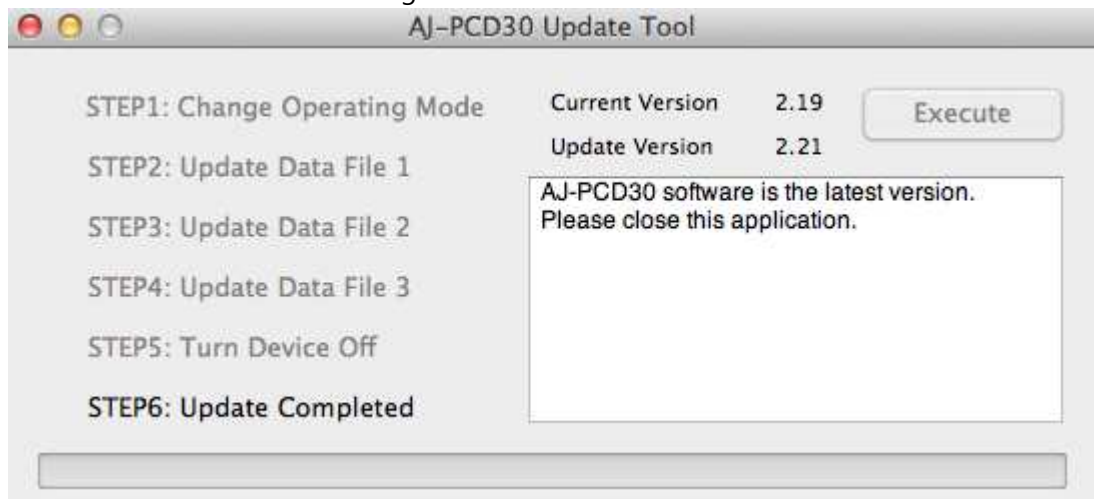 AJ-PCD30 Update Tool
STEP1: Change Operating Mode
STEP2: Update Data File 1
STEP3: Update Data File 2
STEP4: Update Data File 3
STEP5: Turn Device Off
STEP6: Update Completed
Current Version 2.19
Update Version 2.21
Execute
AJ-PCD30 software is the latest version.
Please close this application.